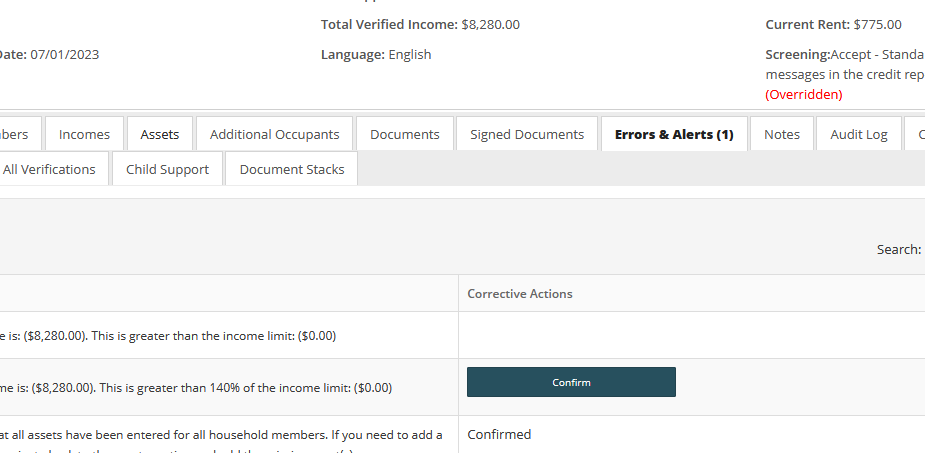 Total Verified Income: $8,280.00
Current Rent: $775.00
Date: 07/01/2023
Language: English
Screening:Accept - Standa
messages in the credit rep
(Overridden)
bers
Incomes
Assets
Additional Occupants
Documents
Signed Documents
Errors & Alerts (1)
Notes
Audit Log
All Verifications
Child Support
Document Stacks
Search:
Corrective Actions
e is: ($8,280.00). This is greater than the income limit: ($0.00)
me is: ($8,280.00). This is greater than 140% of the income limit: ($0.00)
Confirm
at all assets have been entered for all household members. If you need to add a
Confirmed